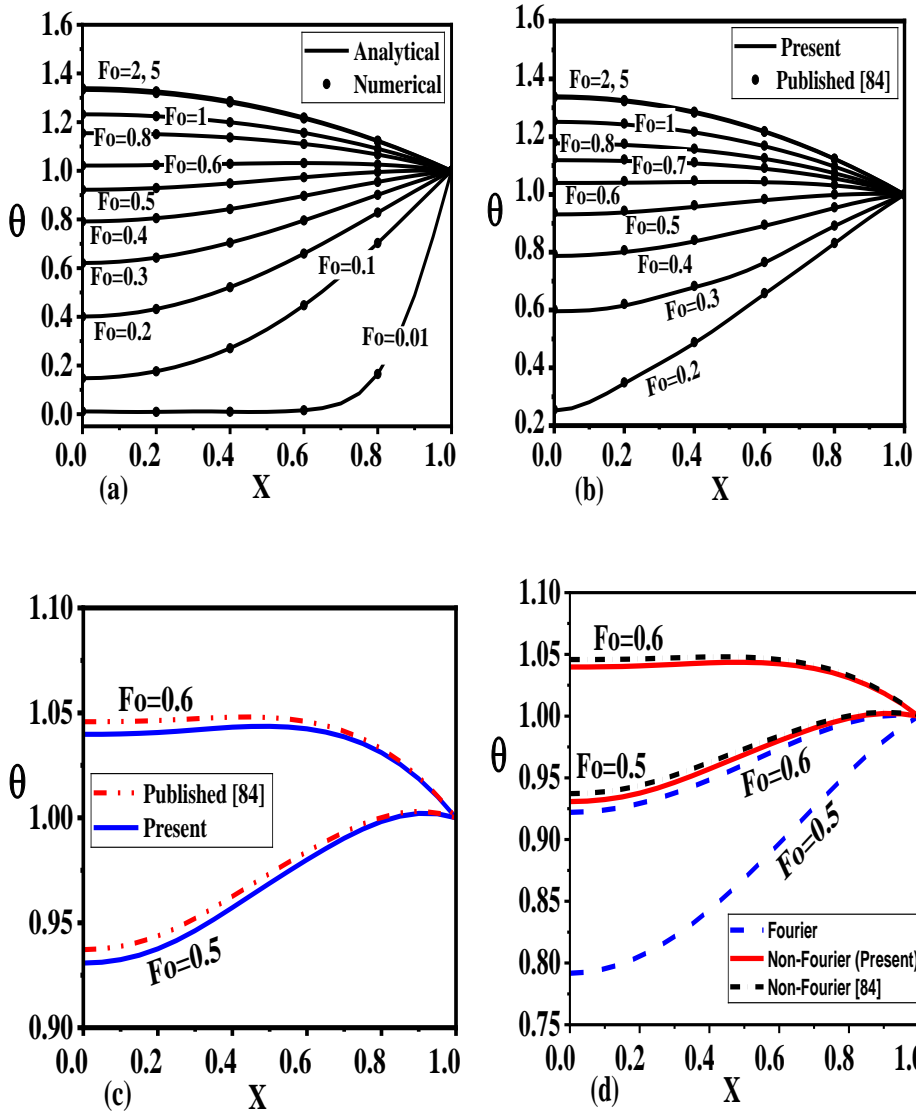 1.6
1.4
1.2
1.0
0.8
0.6
0.4
0.2
0.0
θ
Analytical
Numerical
Fo=2, 5
Fo=1
Fo=0.8
Fo=0.6
Fo=0.5
Fo=0.4
Fo=0.3
Fo=0.2
Fo=0.1
Fo=0.01
0.0 0.2 0.4 0.6 0.8 1.0
(a) X
1.6
1.4
1.2
1.0
0.8
0.6
0.4
0.2
θ
Present
Published [84]
Fo=2, 5
Fo=1
Fo=0.8
Fo=0.7
Fo=0.6
Fo=0.5
Fo=0.4
Fo=0.3
Fo=0.2
0.0 0.2 0.4 0.6 0.8 1.0
(b) X
1.10
1.05
1.00
0.95
0.90
θ
Fo=0.6
Published [84]
Present
Fo=0.5
0.0 0.2 0.4 0.6 0.8 1.0
(c) X
1.10
1.05
1.00
0.95
0.90
0.85
0.80
0.75
θ
Fo=0.6
Fo=0.5
Fo=0.6
Fo=0.5
Fourier
Non-Fourier (Present)
Non-Fourier [84]
0.0 0.2 0.4 0.6 0.8 1.0
(d) X